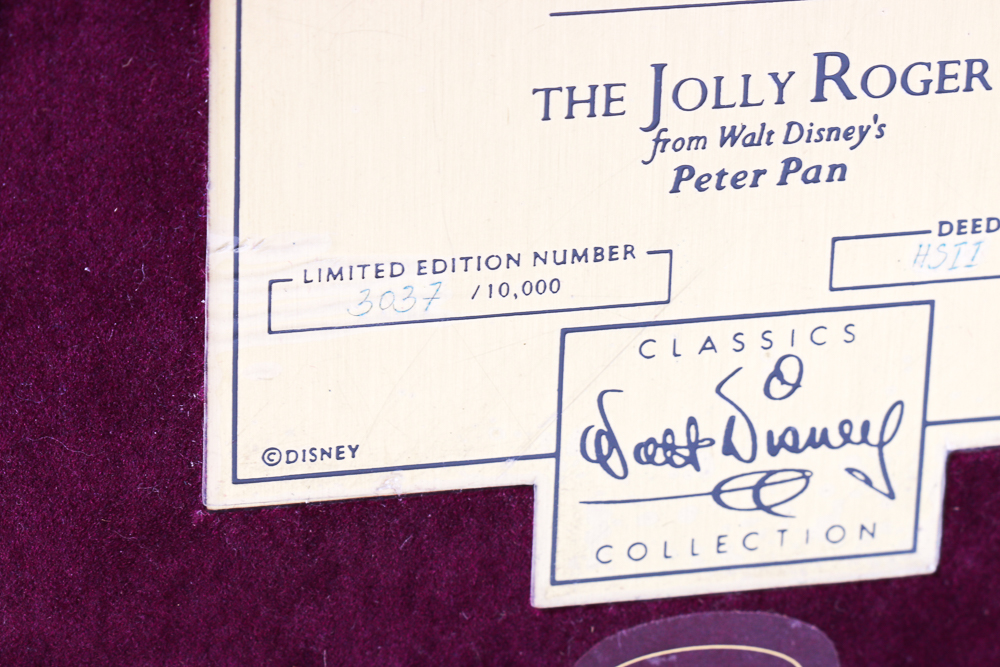 THE JOLLY ROGER
from Walt Disney's
Peter Pan
DEED
HSII
LIMITED EDITION NUMBER
3037 /10,000
CLASSICS
Walt Disney
COLLECTION
©DISNEY